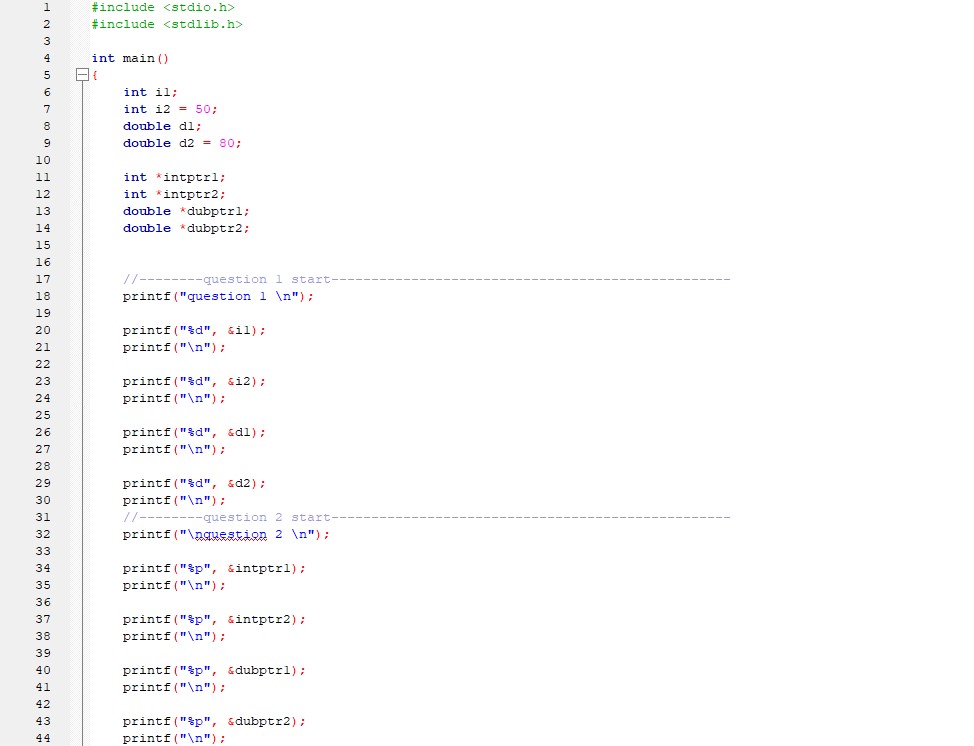 1 #include <stdio.h>
2 #include <stdlib.h>
3
4 int main()
5 {
6 int i1;
7 int i2 = 50;
8 double d1;
9 double d2 = 80;
10
11 int *intptr1;
12 int *intptr2;
13 double *dubptr1;
14 double *dubptr2;
15
16
17 //--------question 1 start--------------------------------------------------
18 printf("question 1 \n");
19
20 printf("%d", &i1);
21 printf("\n");
22
23 printf("%d", &i2);
24 printf("\n");
25
26 printf("%d", &d1);
27 printf("\n");
28
29 printf("%d", &d2);
30 printf("\n");
31 //--------question 2 start--------------------------------------------------
32 printf("\nquestion 2 \n");
33
34 printf("%p", &intptr1);
35 printf("\n");
36
37 printf("%p", &intptr2);
38 printf("\n");
39
40 printf("%p", &dubptr1);
41 printf("\n");
42
43 printf("%p", &dubptr2);
44 printf("\n");